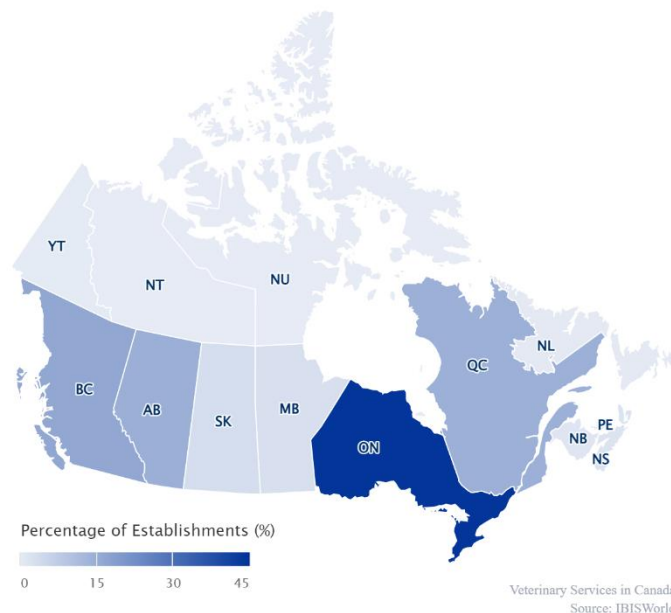 YT
NT
NU
NL
QC
BC
AB
PE
SK
MB
NB
ON
NS
Percentage of Establishments (%)
0 15 30 45
Veterinary Services in Canada
Source: IBISWorl